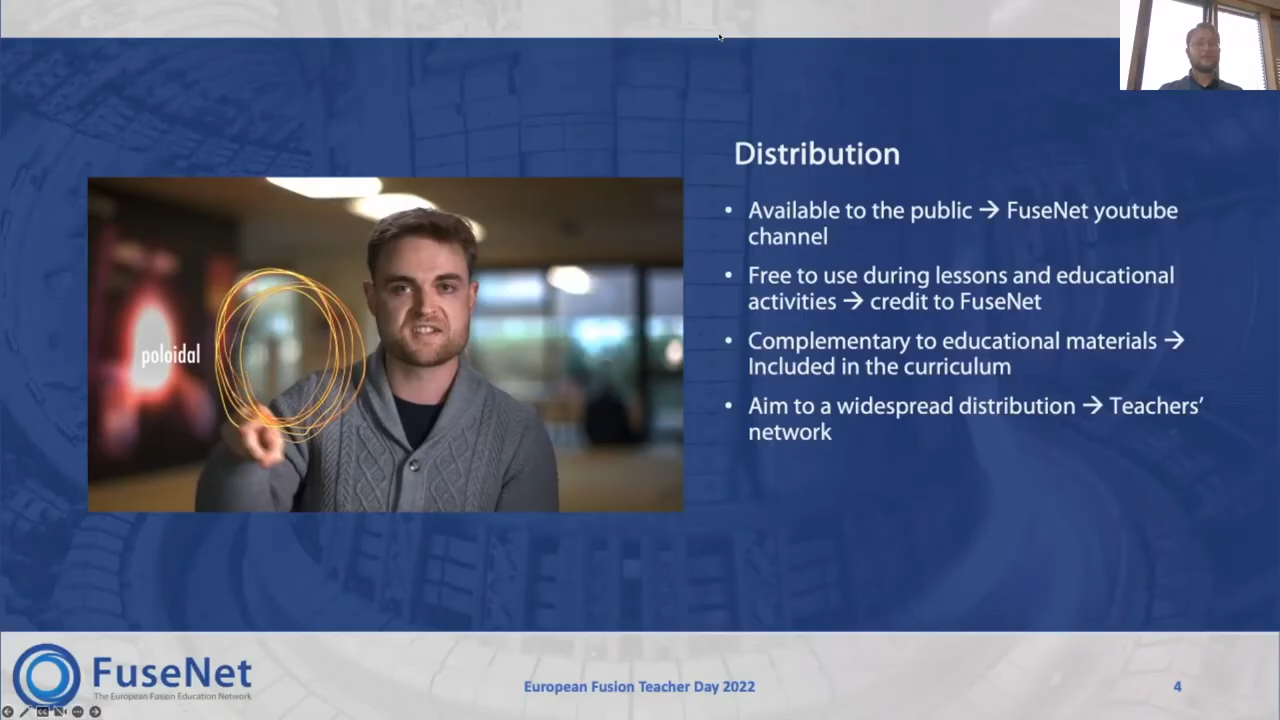 Distribution
• Available to the public → FuseNet youtube
channel
• Free to use during lessons and educational
activities → credit to FuseNet
• Complementary to educational materials →
Included in the curriculum
• Aim to a widespread distribution → Teachers’
network
poloidal
FuseNet
The European Fusion Education Network
European Fusion Teacher Day 2022
4